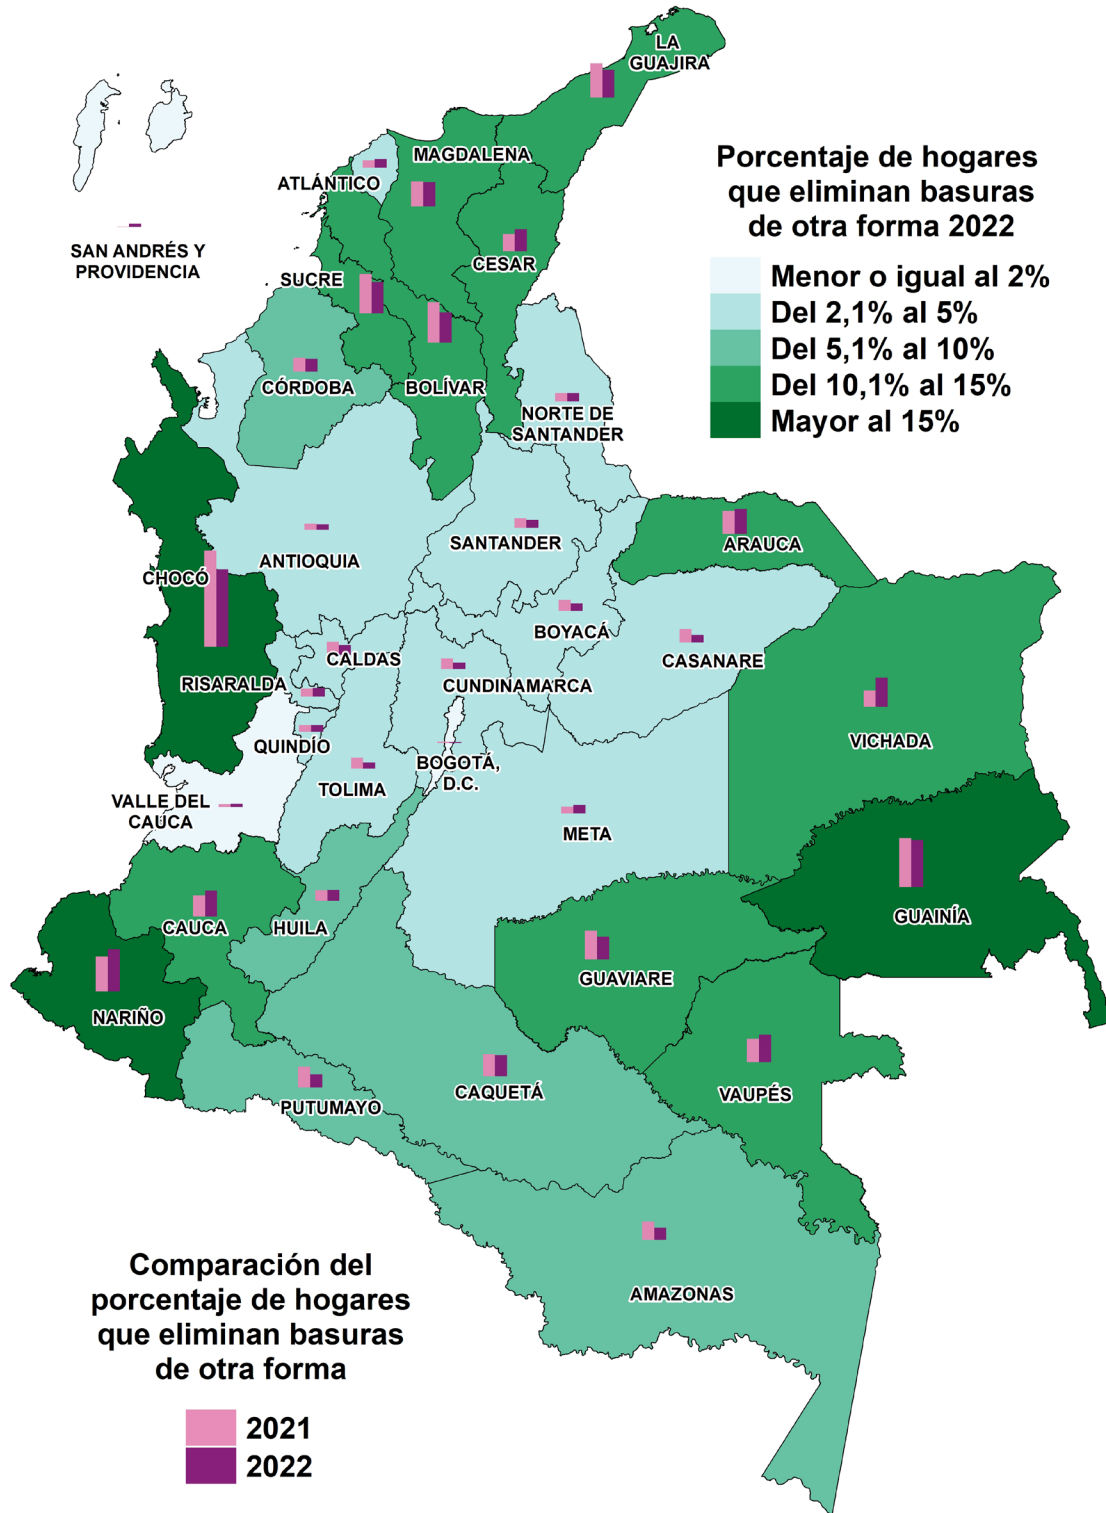 LA
GUAJIRA
MAGDALENA
ATLÁNTICO
SAN ANDRÉS Y
PROVIDENCIA
SUCRE
CESAR
CÓRDOBA
BOLÍVAR
NORTE DE
SANTANDER
Porcentaje de hogares
que eliminan basuras
de otra forma 2022
Menor o igual al 2%
Del 2,1% al 5%
Del 5,1% al 10%
Del 10,1% al 15%
Mayor al 15%
ANTIOQUIA
SANTANDER
ARAUCA
CHOCÓ
BOYACÁ
CASANARE
CALDAS
RISARALDA
CUNDINAMARCA
QUINDÍO
BOGOTÁ,
D.C.
VICHADA
TOLIMA
VALLE DEL
CAUCA
META
CAUCA
HUILA
GUAINÍA
GUAVIARE
NARIÑO
CAQUETÁ
VAUPÉS
PUTUMAYO
AMAZONAS
Comparación del
porcentaje de hogares
que eliminan basuras
de otra forma
2021
2022